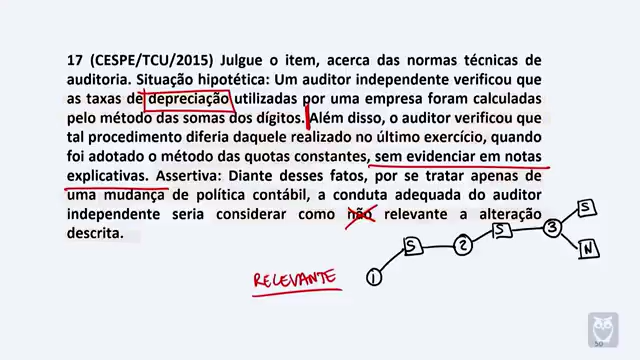 17 (CESPE/TCU/2015) Julgue o item, acerca das normas técnicas de
auditoria. Situação hipotética: Um auditor independente verificou que
as taxas de depreciação utilizadas por uma empresa foram calculadas
pelo método das somas dos dígitos. Além disso, o auditor verificou que
tal procedimento diferia daquele realizado no último exercício, quando
foi adotado o método das quotas constantes, sem evidenciar em notas
explicativas. Assertiva: Diante desses fatos, por se tratar apenas de
uma mudança de política contábil, a conduta adequada do auditor
independente seria considerar como não relevante a alteração
descrita.
S
S
S
2
3
N
RELEVANTE
1
50